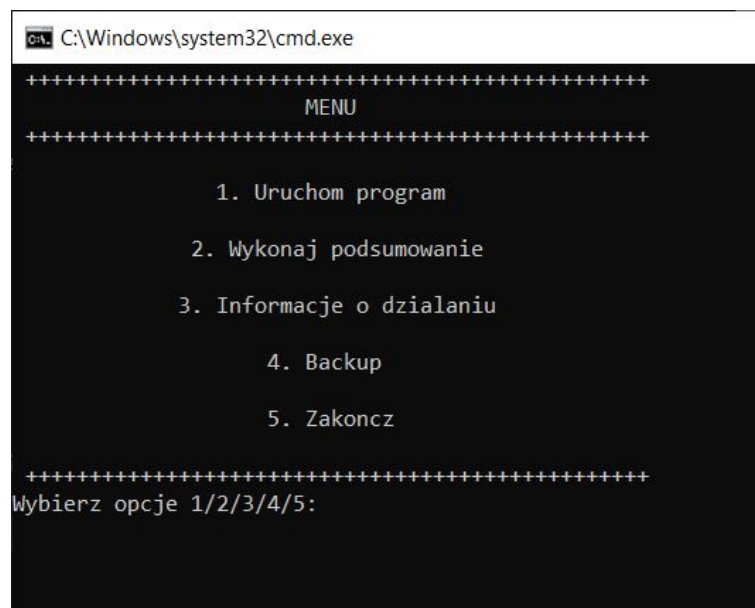 C:\Windows\system32\cmd.exe
+++++++++++++++++++++++++++++++++++++++++++++++++
MENU
+++++++++++++++++++++++++++++++++++++++++++++++++
1. Uruchom program
2. Wykonaj podsumowanie
3. Informacje o dzialaniu
4. Backup
5. Zakoncz
+++++++++++++++++++++++++++++++++++++++++++++++++
Wybierz opcje 1/2/3/4/5: